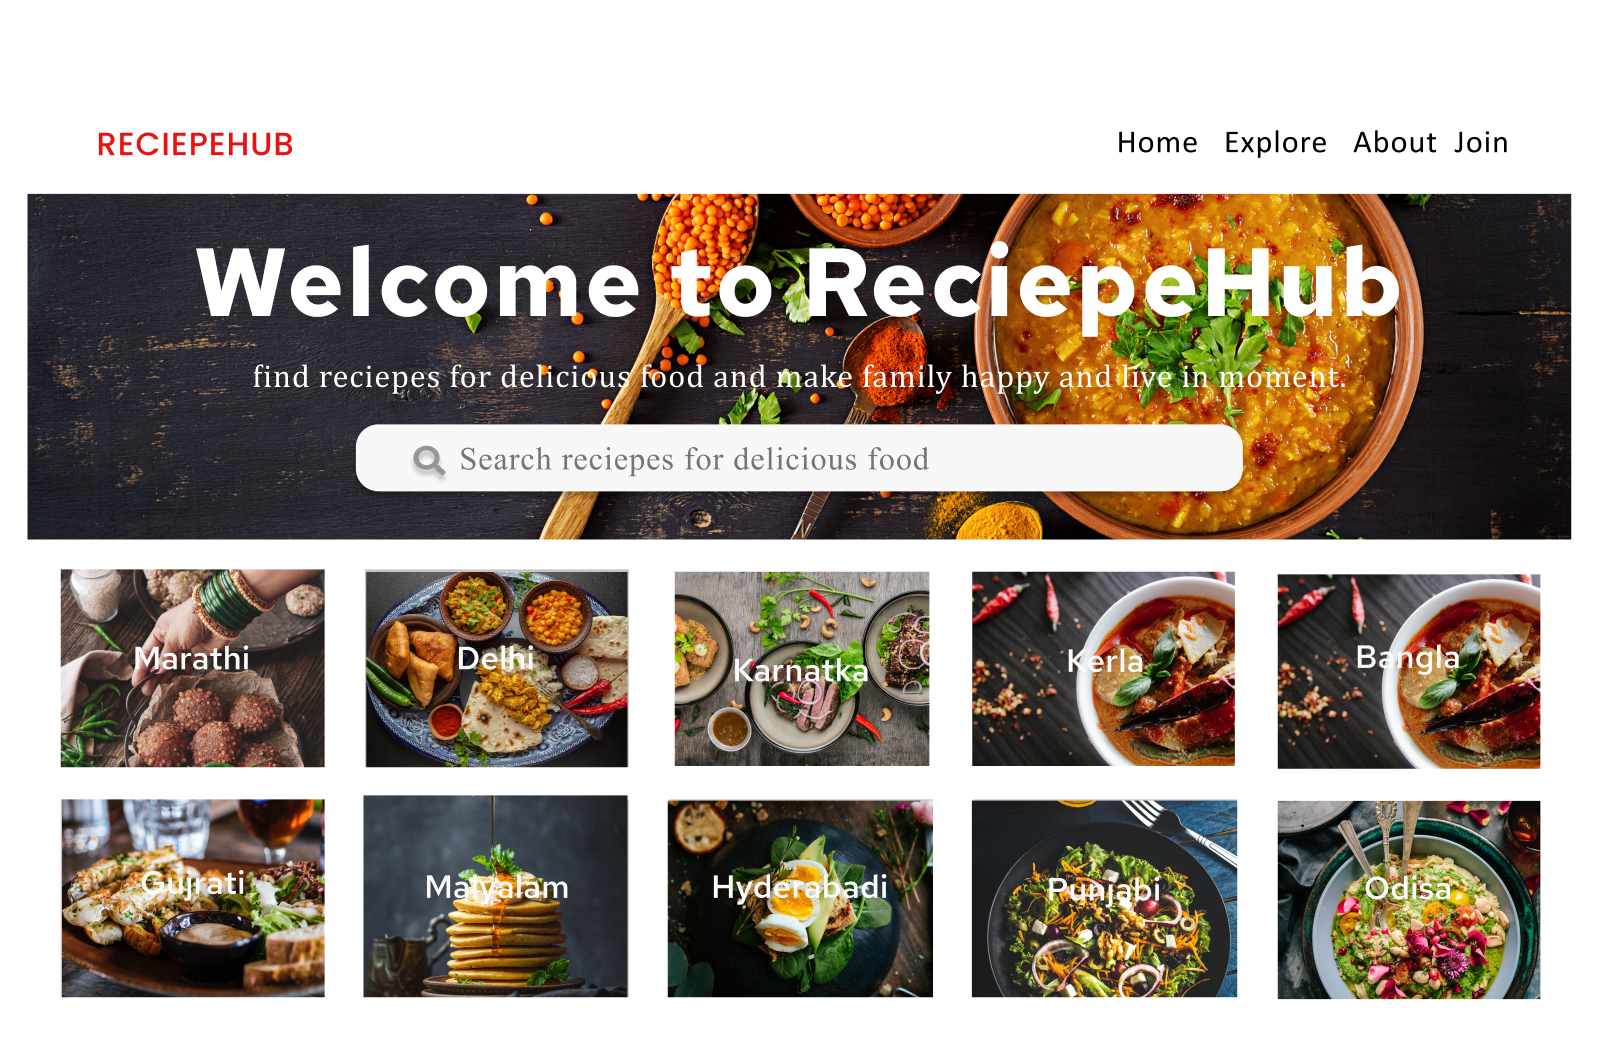 RECIEPEHUB
Home Explore About Join
Welcome to ReciepeHub
find reciepes for delicious food and make family happy and live in moment.
Search reciepes for delicious food
Marathi
Delhi
Karnatka
Kerla
Bangla
Gujrati
Malyalam
Hyderabadi
Punjabi
Odisa